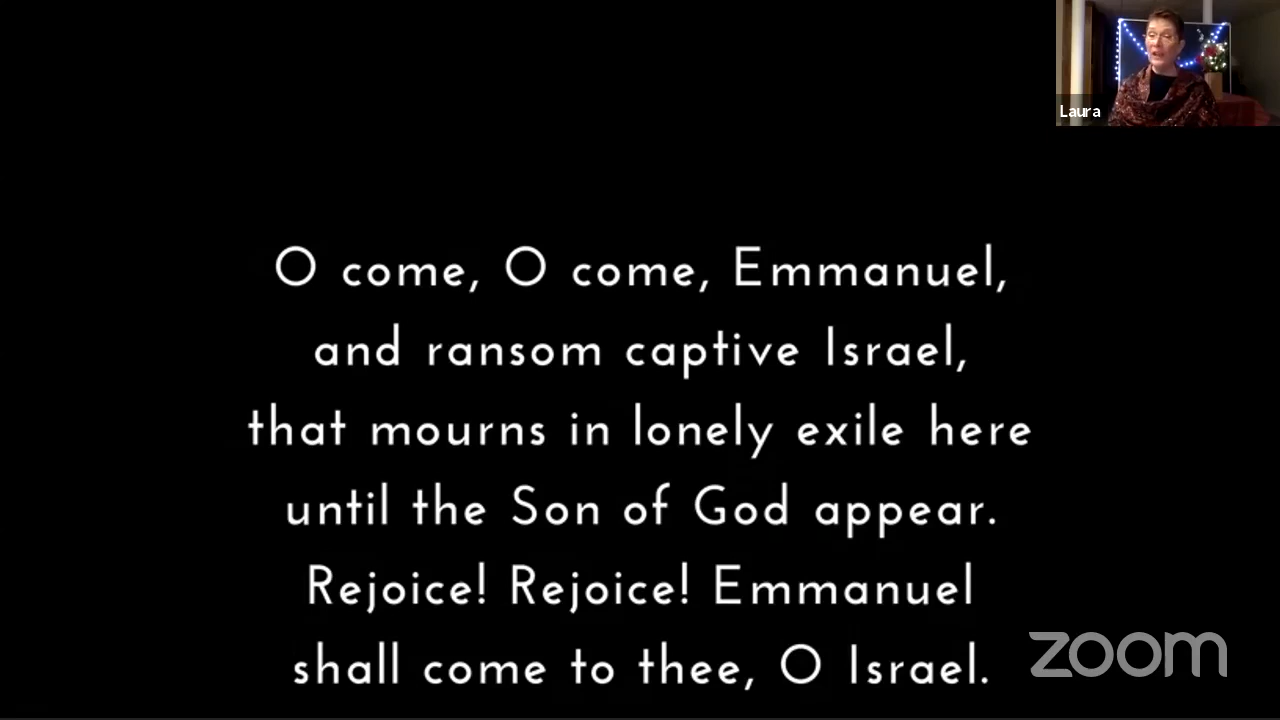 Laura
O come, O come, Emmanuel,
and ransom captive Israel,
that mourns in lonely exile here
until the Son of God appear.
Rejoice! Rejoice! Emmanuel
shall come to thee, O Israel.
zoom